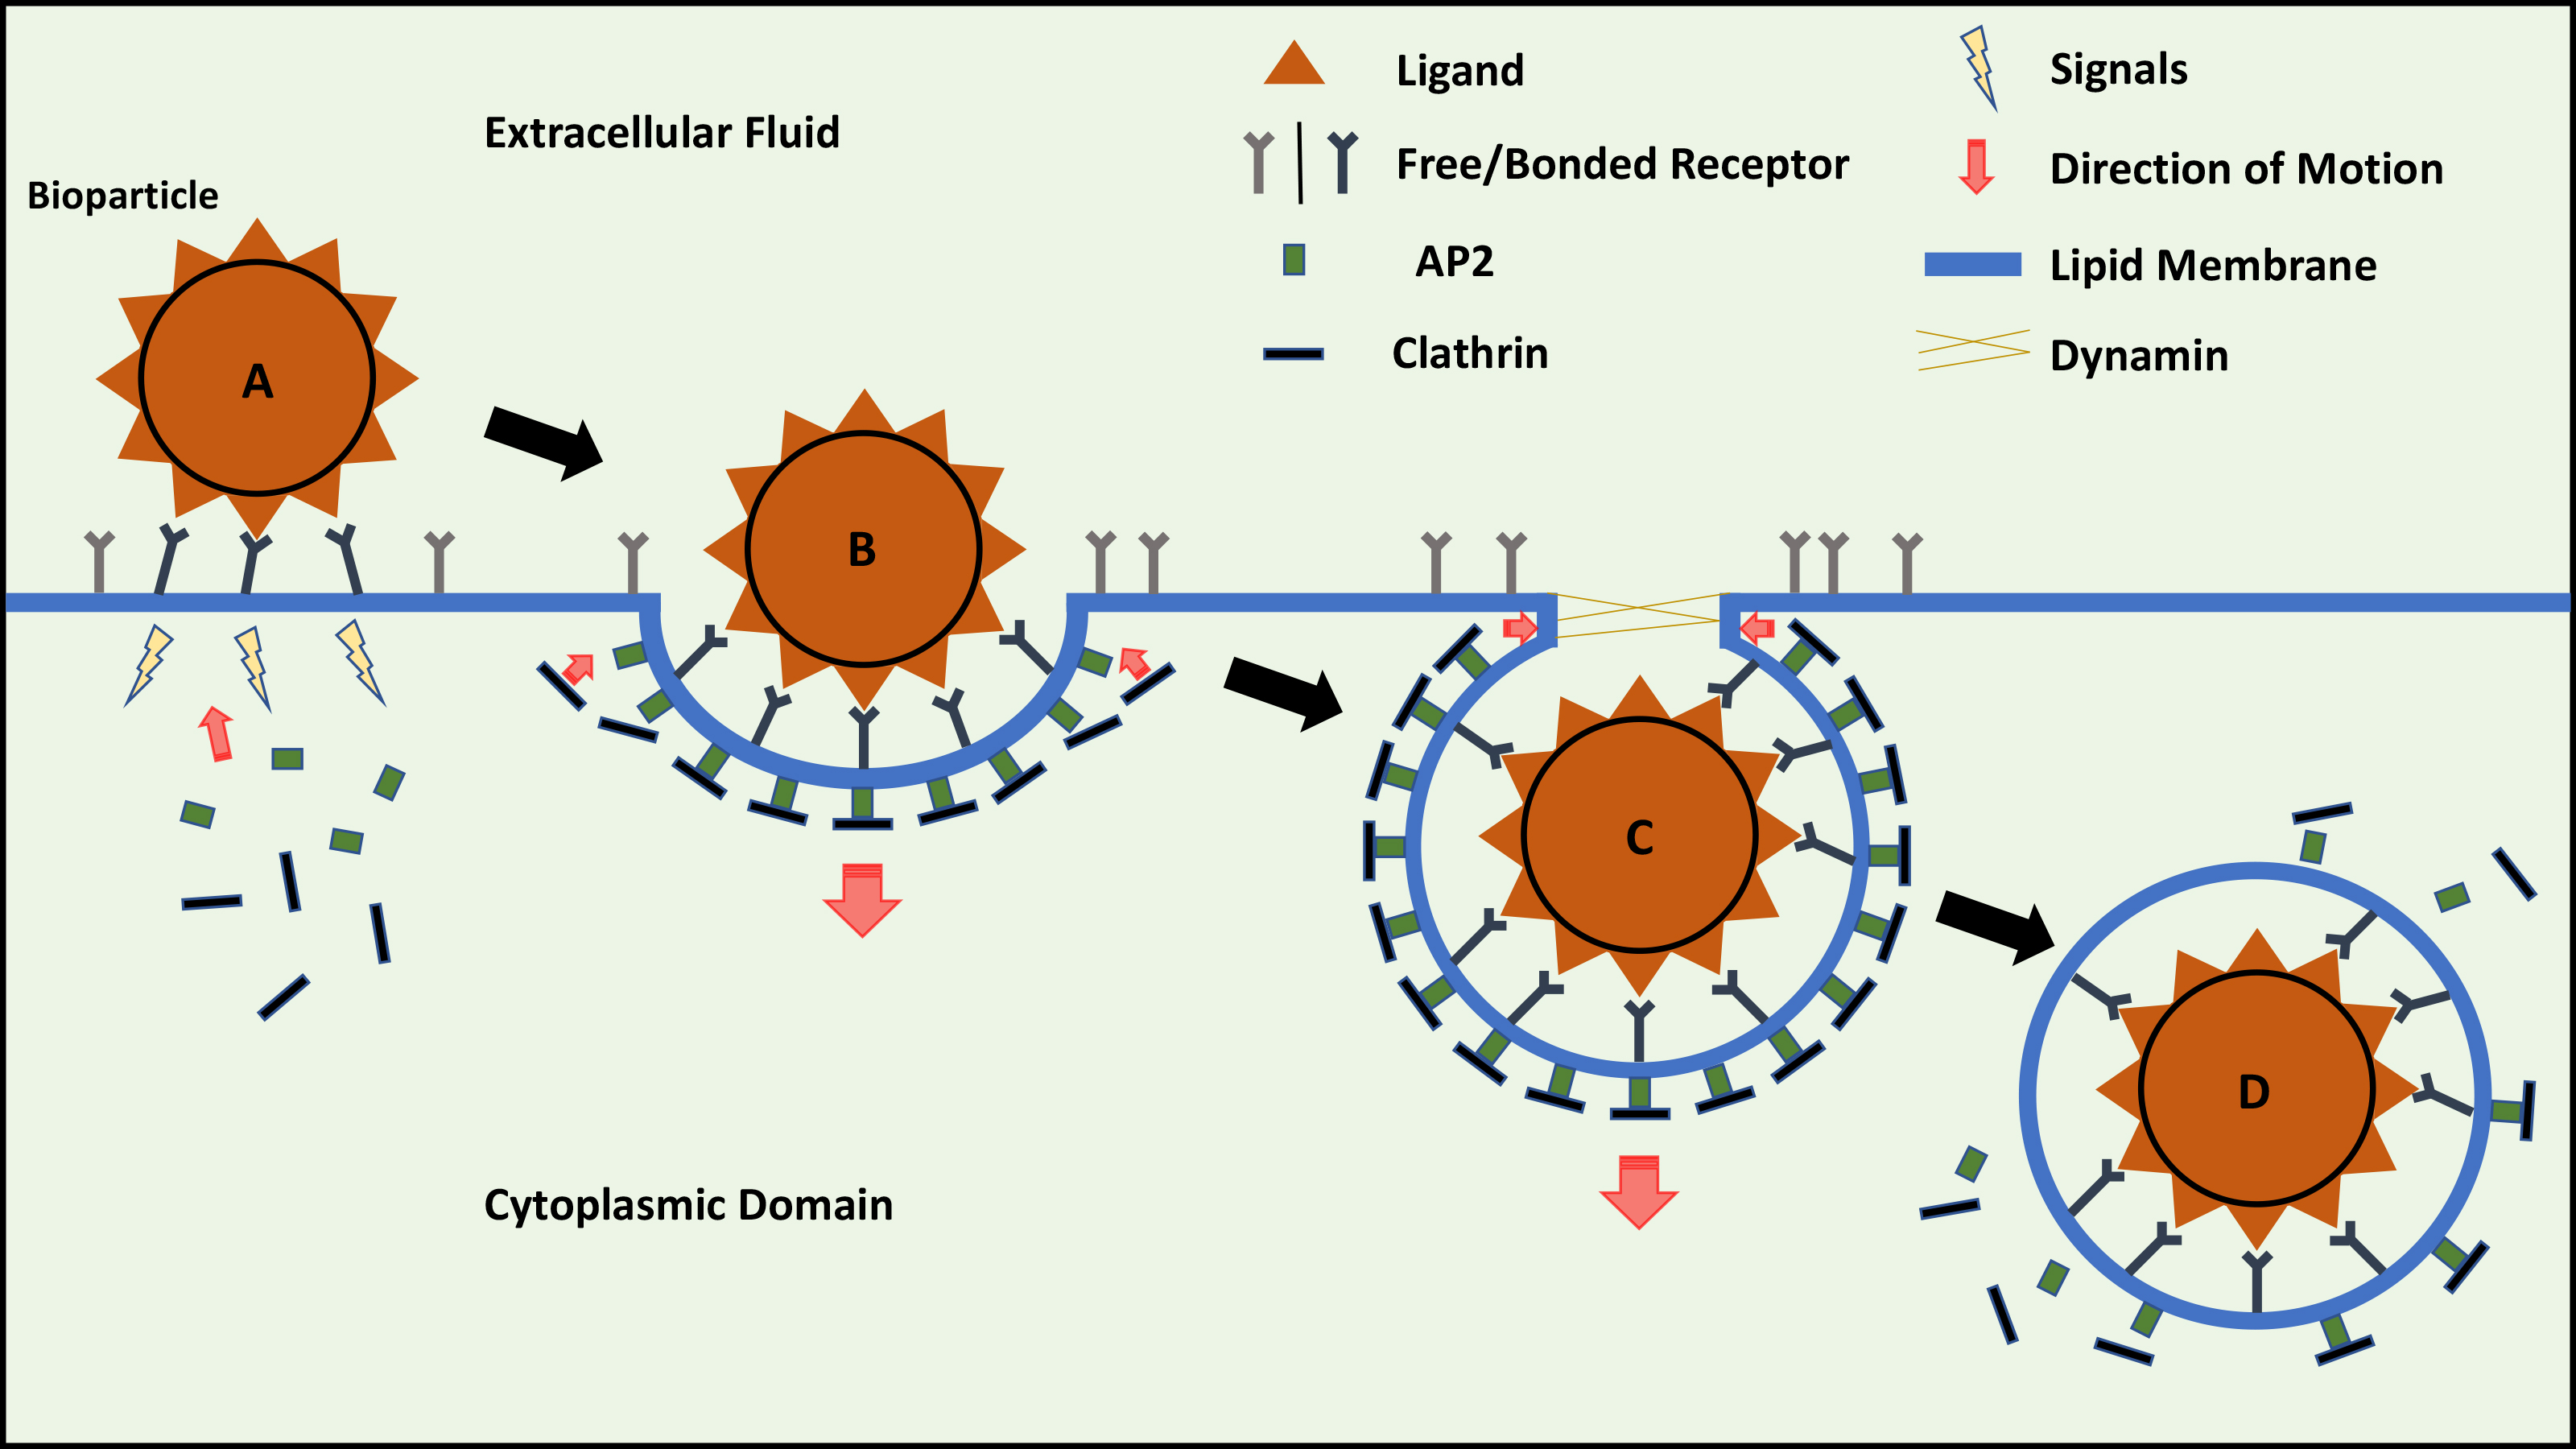 Ligand
Signals
Extracellular Fluid
Free/Bonded Receptor
Direction of Motion
Bioparticle
AP2
Lipid Membrane
Clathrin
Dynamin
A
B
C
D
Cytoplasmic Domain